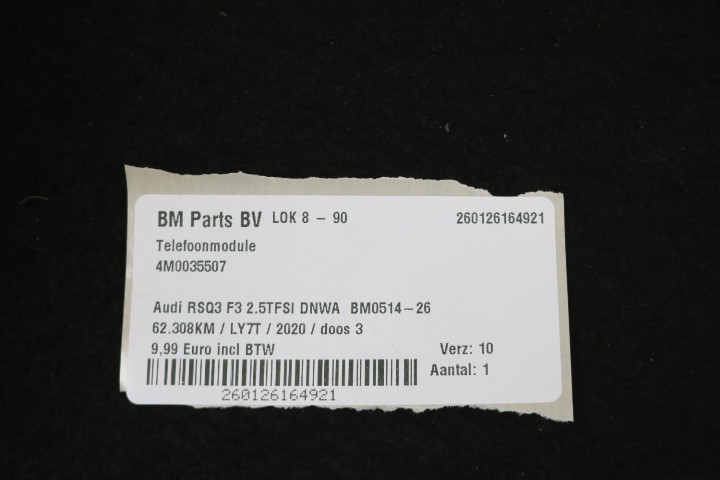 BM Parts BV LOK 8 - 90 260126164921
Telefoonmodule
4M0035507
Audi RSQ3 F3 2.5TFSI DNWA BM0514-26
62.308KM / LY7T / 2020 / doos 3
9,99 Euro incl BTW Verz: 10
Aantal: 1
260126164921